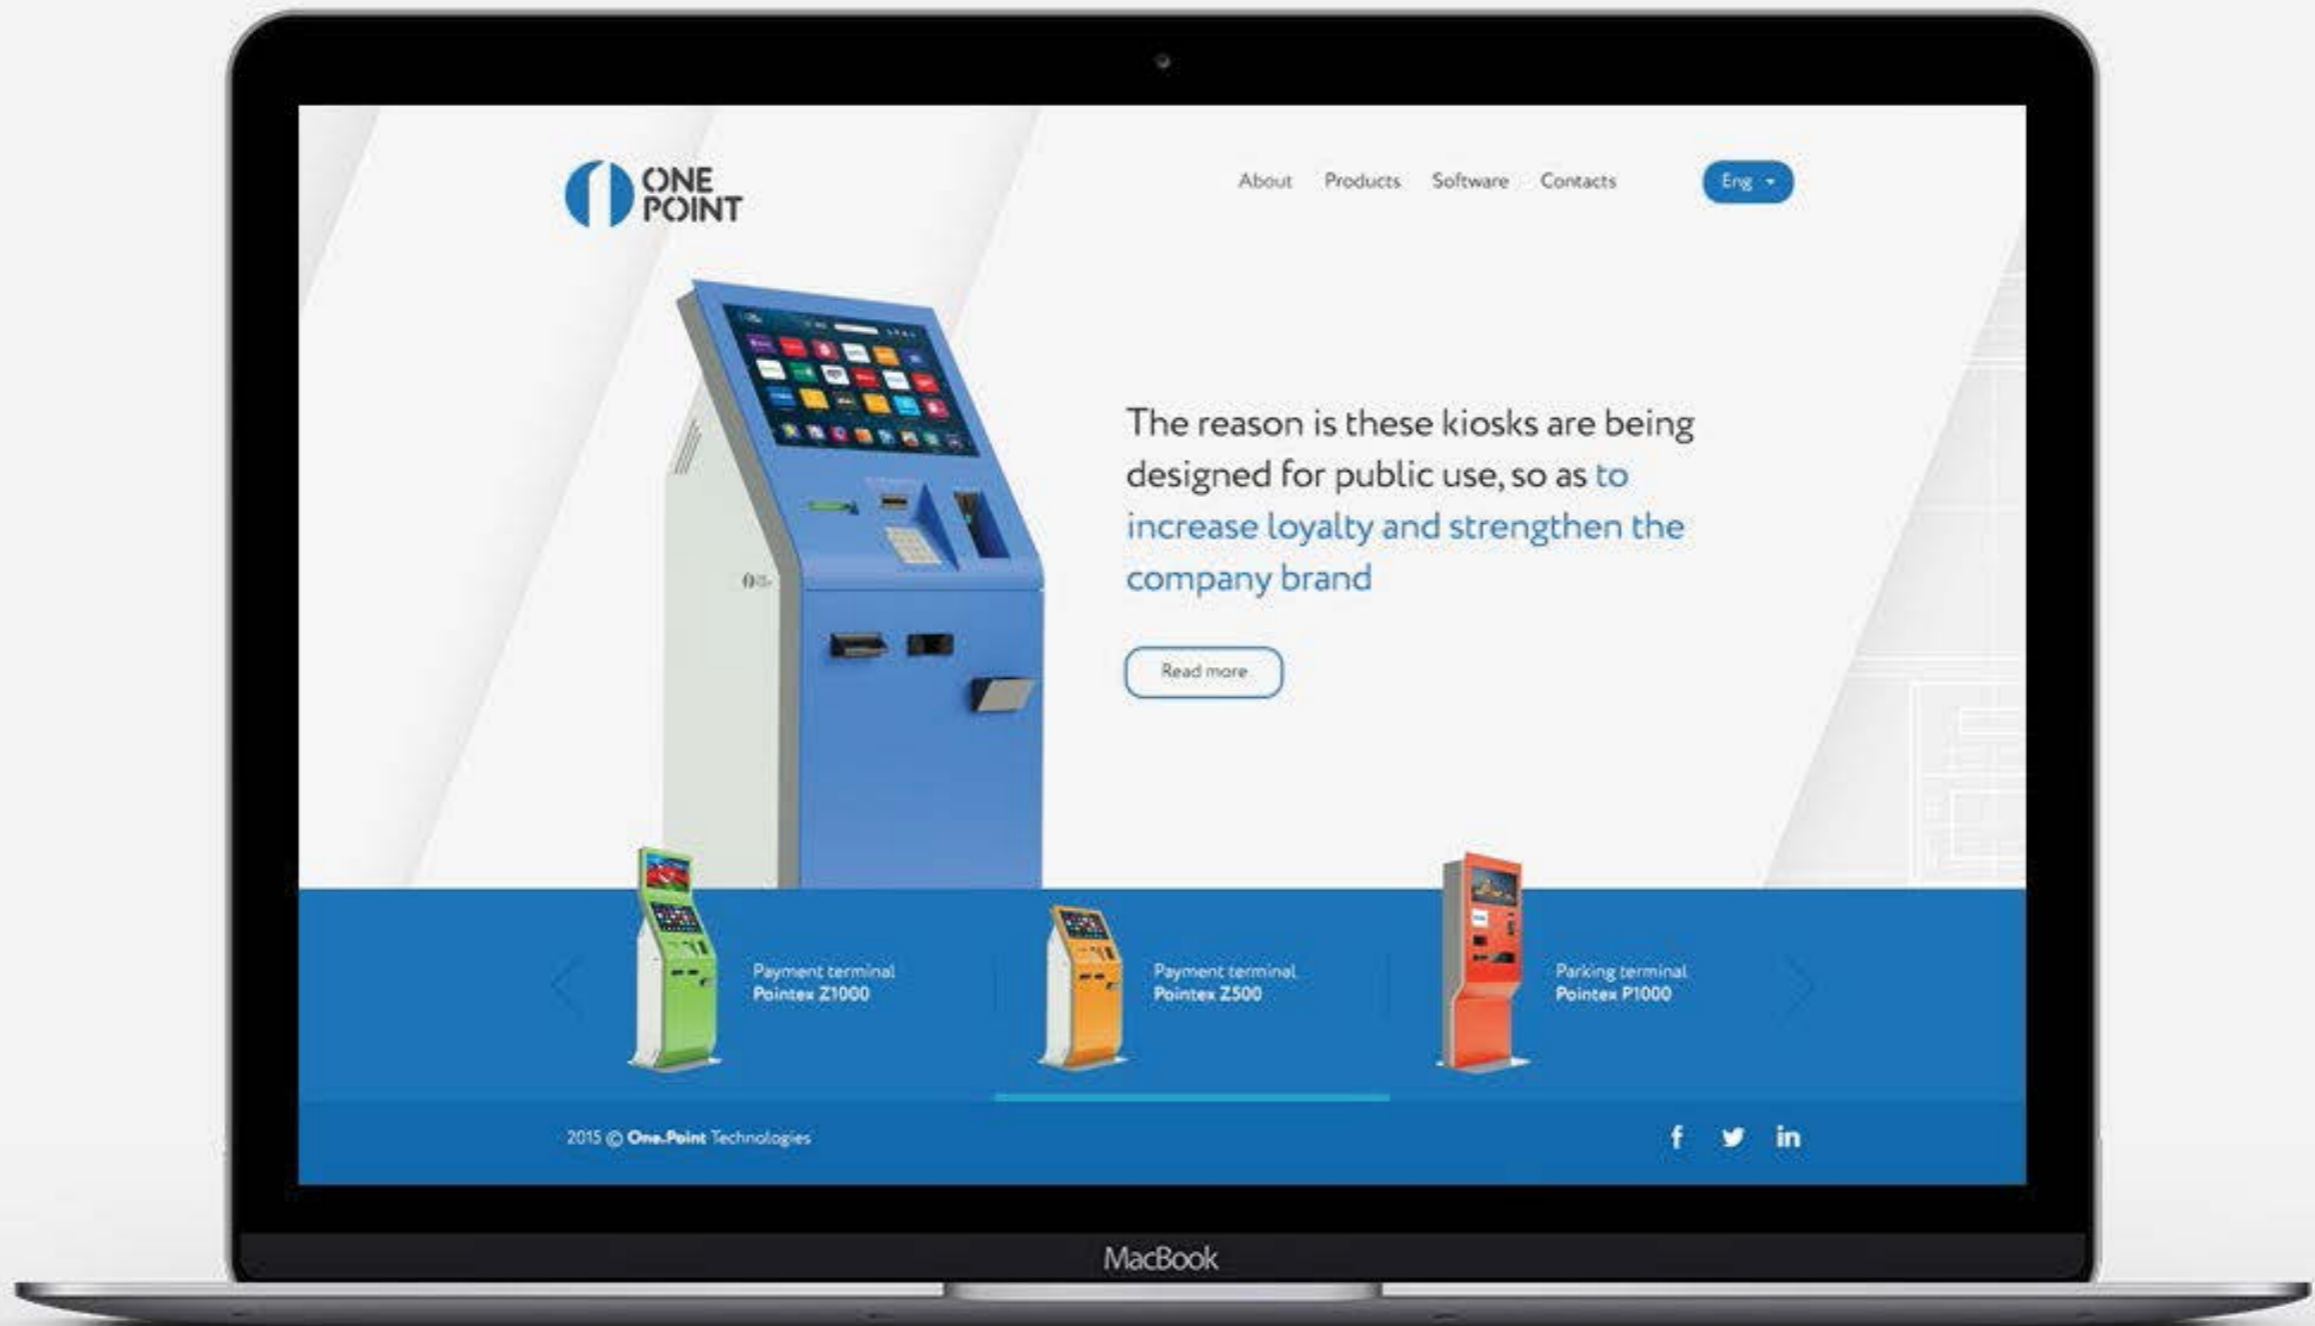 ONE
POINT
About Products Software Contacts
Eng
The reason is these kiosks are being
designed for public use, so as to
increase loyalty and strengthen the
company brand
Read more
Payment terminal
Pointex Z1000
Payment terminal
Pointex Z500
Parking terminal
Pointex P1000
2015 © One.Point Technologies
f in
MacBook